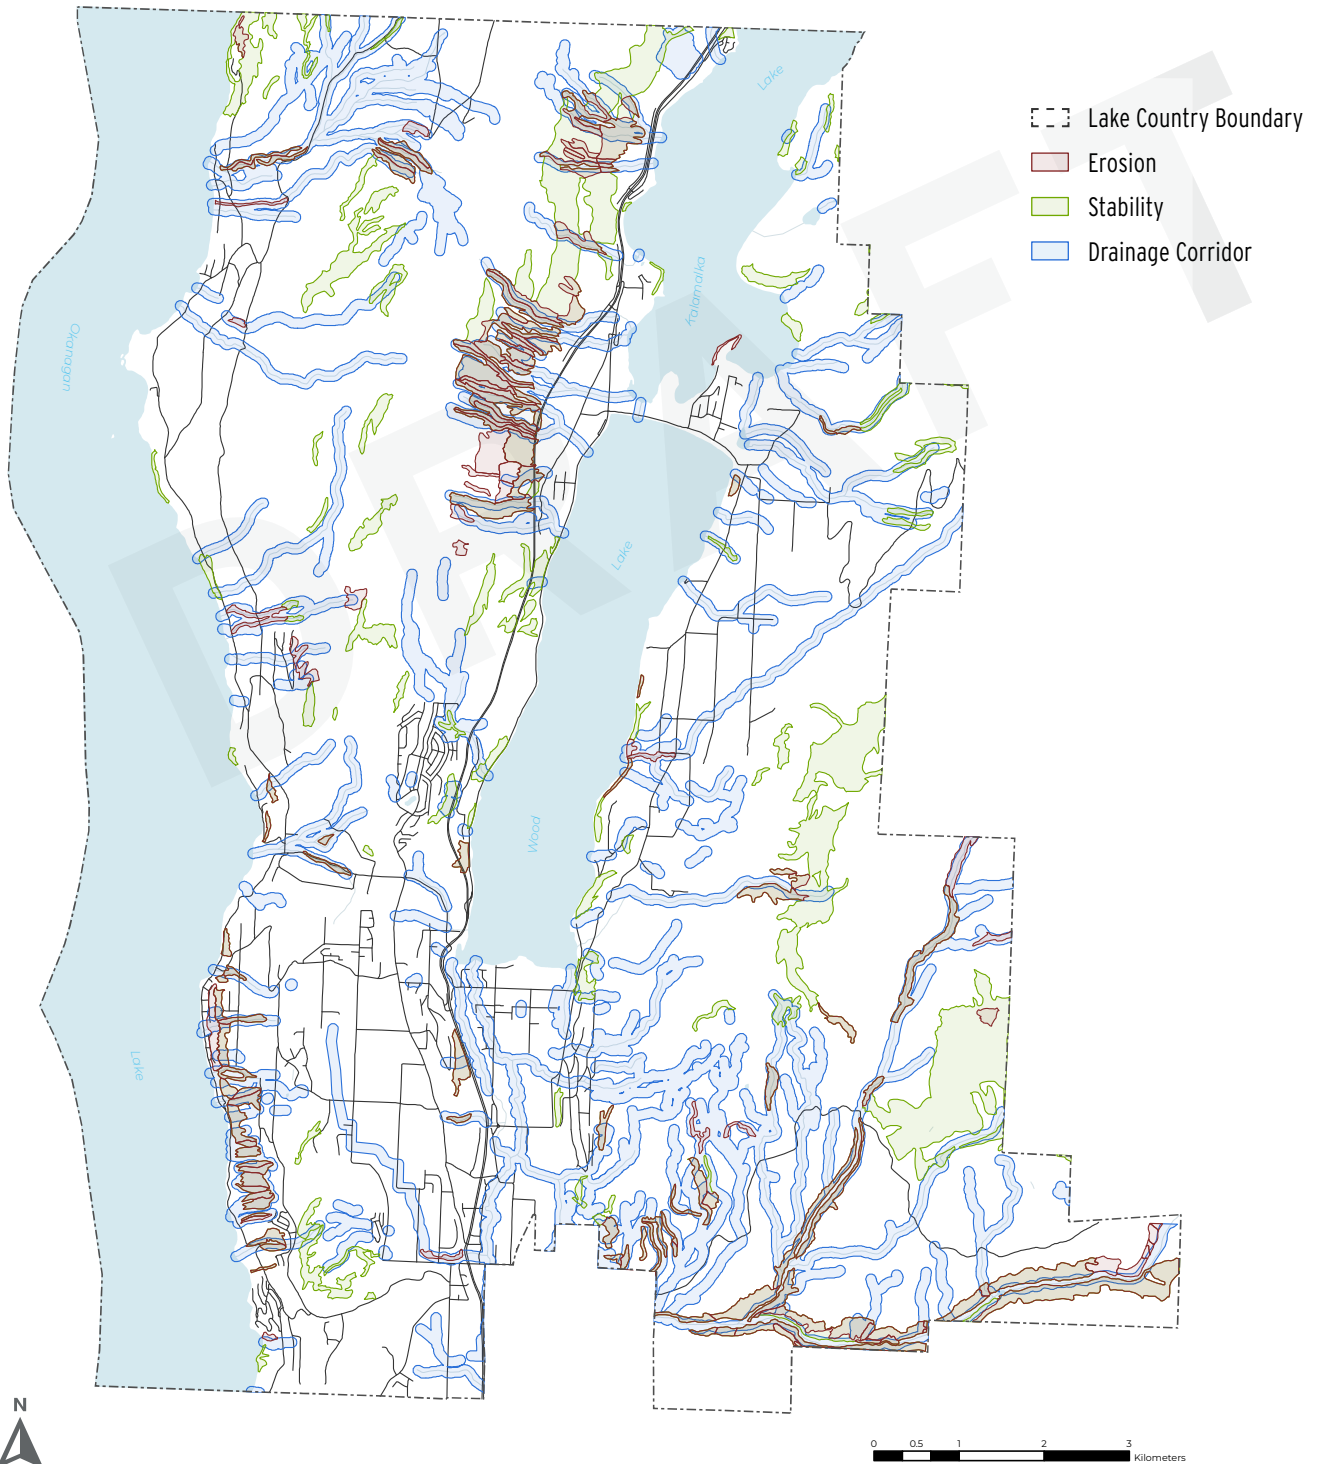 Lake Country Boundary
Erosion
Stability
Drainage Corridor
Lake
Kalamalka
Okanagan
Lake
Wood
Lake
DRAFT
N
0 0.5 1 2 3
Kilometers